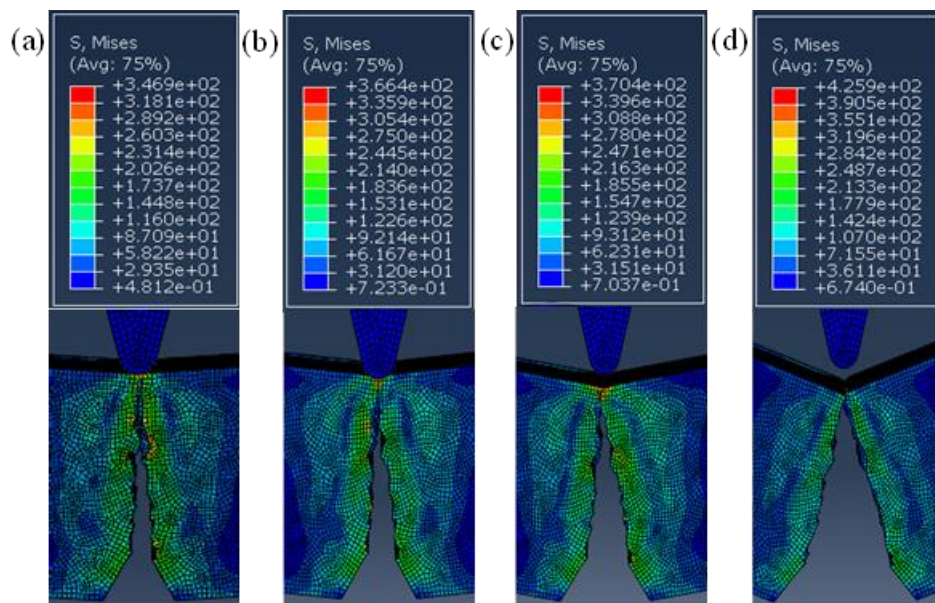 (a)
S, Mises
(Avg: 75%)
+3.469e+02
+3.181e+02
+2.892e+02
+2.603e+02
+2.314e+02
+2.026e+02
+1.737e+02
+1.448e+02
+1.160e+02
+8.709e+01
+5.822e+01
+2.935e+01
+4.812e-01
(b)
S, Mises
(Avg: 75%)
+3.664e+02
+3.359e+02
+3.054e+02
+2.750e+02
+2.445e+02
+2.140e+02
+1.836e+02
+1.531e+02
+1.226e+02
+9.214e+01
+6.167e+01
+3.120e+01
+7.233e-01
(c)
S, Mises
(Avg: 75%)
+3.704e+02
+3.396e+02
+3.088e+02
+2.780e+02
+2.471e+02
+2.163e+02
+1.855e+02
+1.547e+02
+1.239e+02
+9.312e+01
+6.231e+01
+3.151e+01
+7.037e-01
(d)
S, Mises
(Avg: 75%)
+4.259e+02
+3.905e+02
+3.551e+02
+3.196e+02
+2.842e+02
+2.487e+02
+2.133e+02
+1.779e+02
+1.424e+02
+1.070e+02
+7.155e+01
+3.611e+01
+6.740e-01